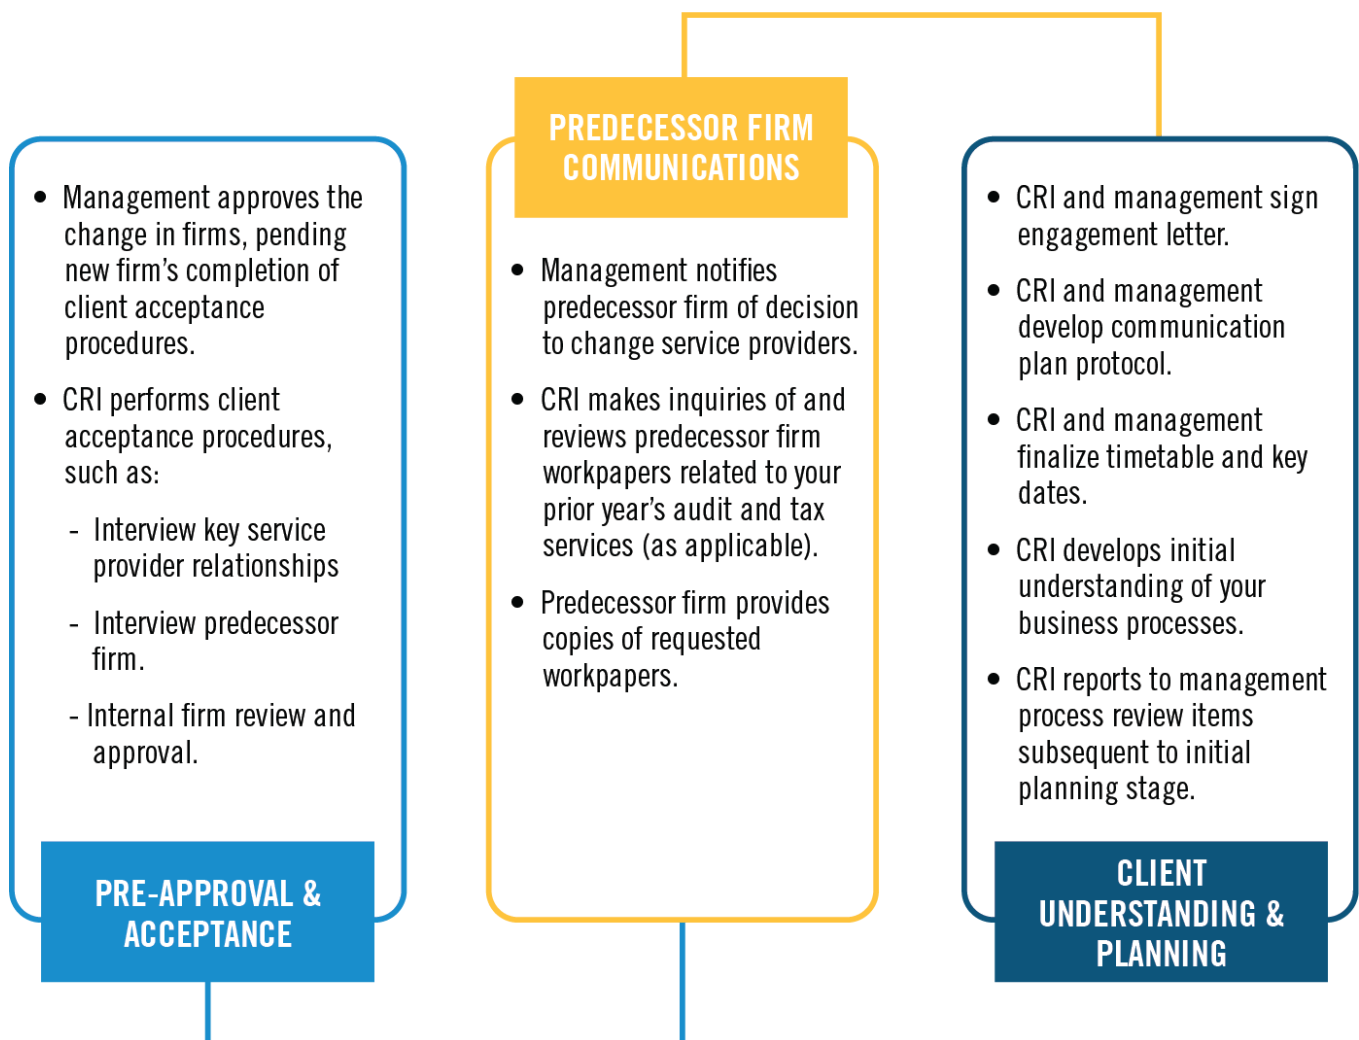 • Management approves the
change in firms, pending
new firm’s completion of
client acceptance
procedures.
• CRI performs client
acceptance procedures,
such as:
- Interview key service
provider relationships
- Interview predecessor
firm.
- Internal firm review and
approval.
PRE-APPROVAL &
ACCEPTANCE
PREDECESSOR FIRM
COMMUNICATIONS
• Management notifies
predecessor firm of decision
to change service providers.
• CRI makes inquiries of and
reviews predecessor firm
workpapers related to your
prior year’s audit and tax
services (as applicable).
• Predecessor firm provides
copies of requested
workpapers.
• CRI and management sign
engagement letter.
• CRI and management
develop communication
plan protocol.
• CRI and management
finalize timetable and key
dates.
• CRI develops initial
understanding of your
business processes.
• CRI reports to management
process review items
subsequent to initial
planning stage.
CLIENT
UNDERSTANDING &
PLANNING